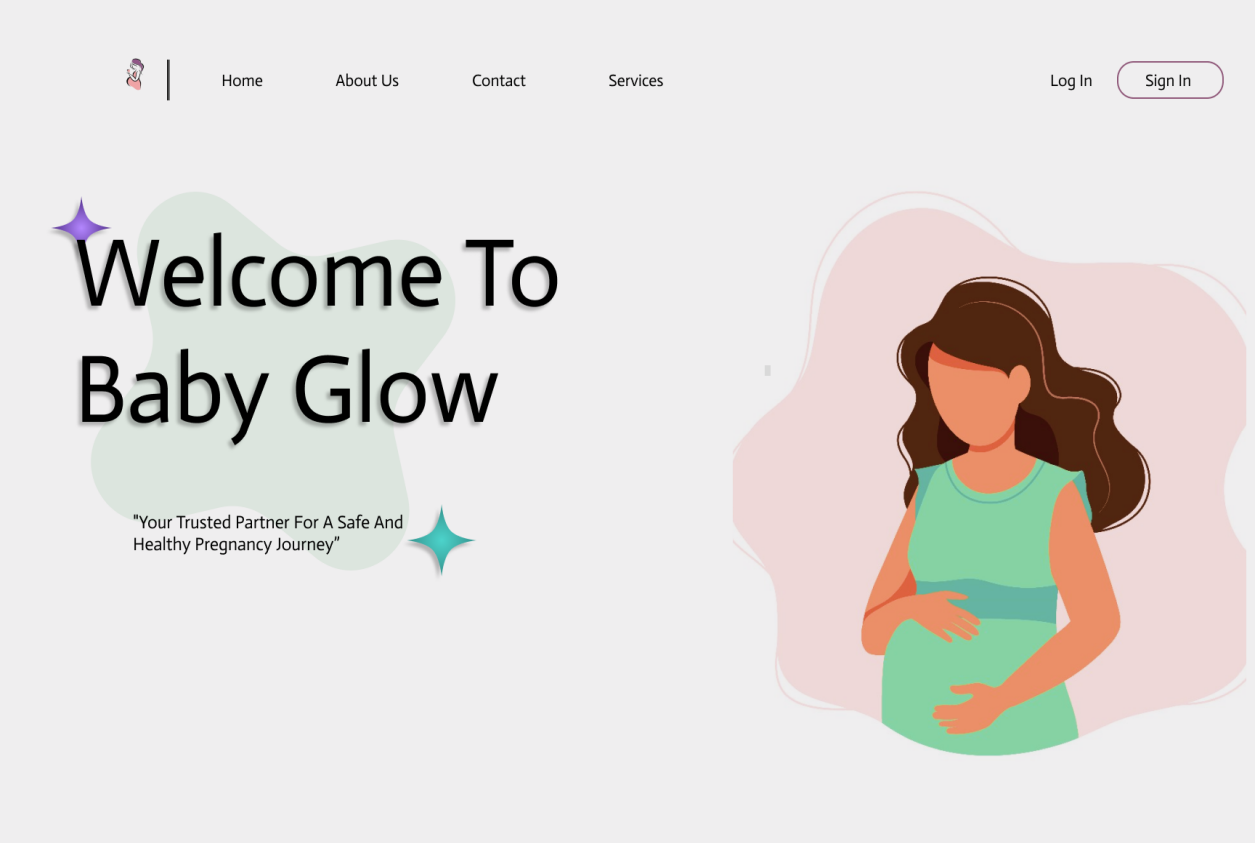 Home About Us Contact Services Log In Sign In
Welcome To
Baby Glow
"Your Trusted Partner For A Safe And
Healthy Pregnancy Journey”